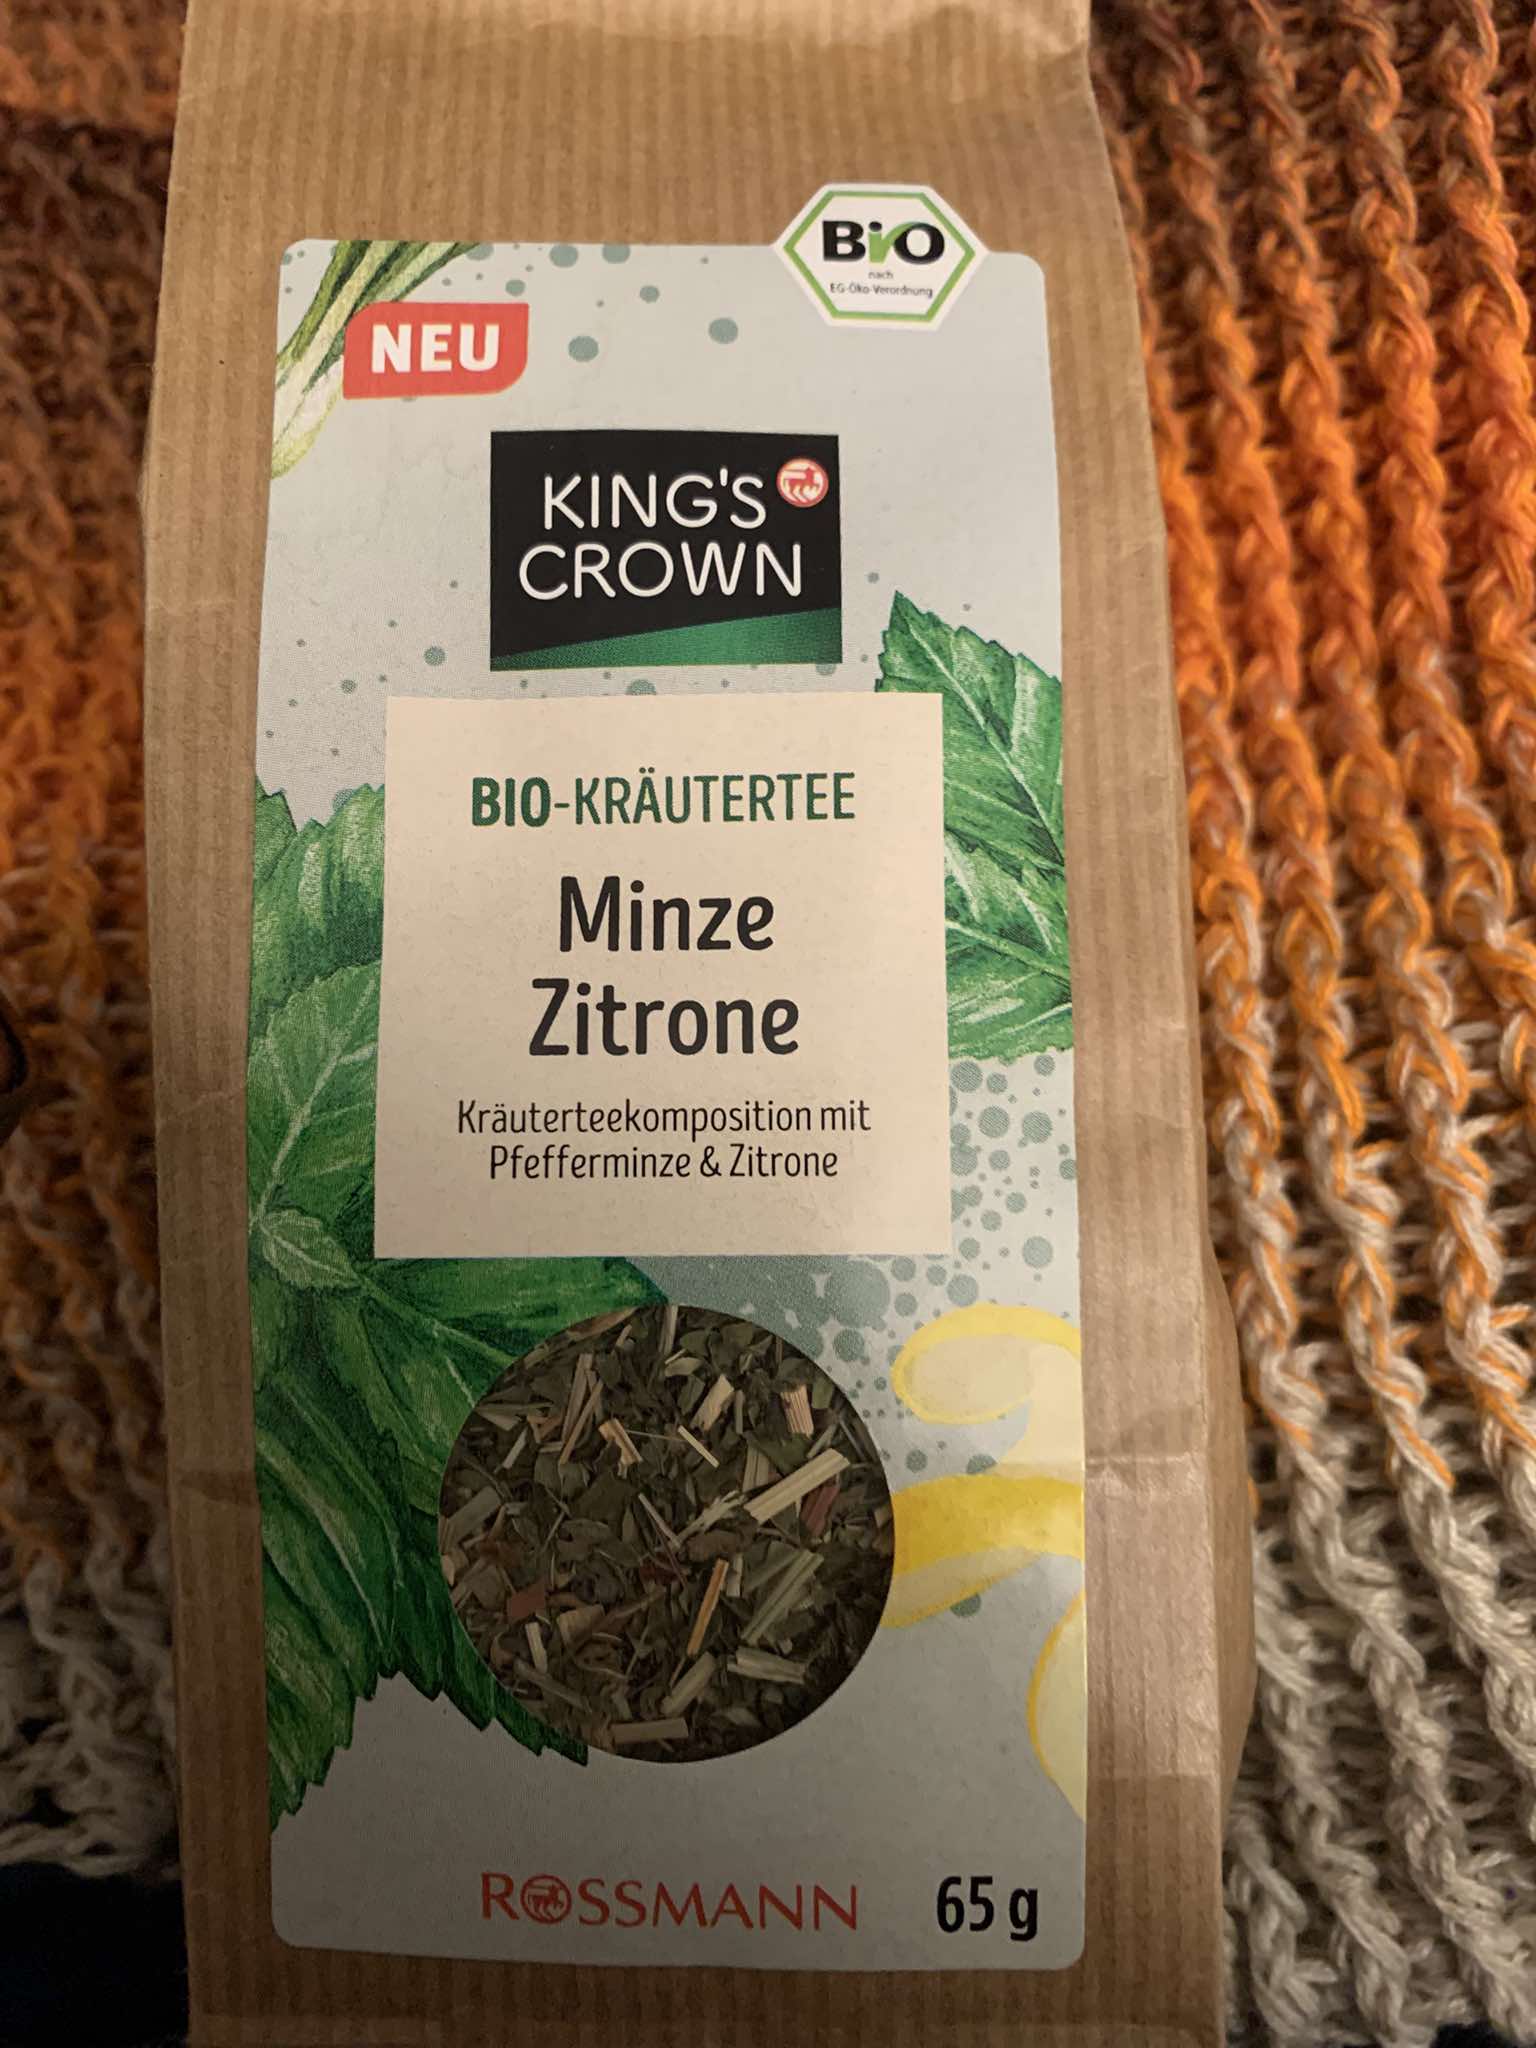 BiO
nach
EG-Öko-Verordnung
NEU
KING'S
CROWN
BIO-KRÄUTERTEE
Minze
Zitrone
Kräuterteekomposition mit
Pfefferminze & Zitrone
ROSSMANN
65 g